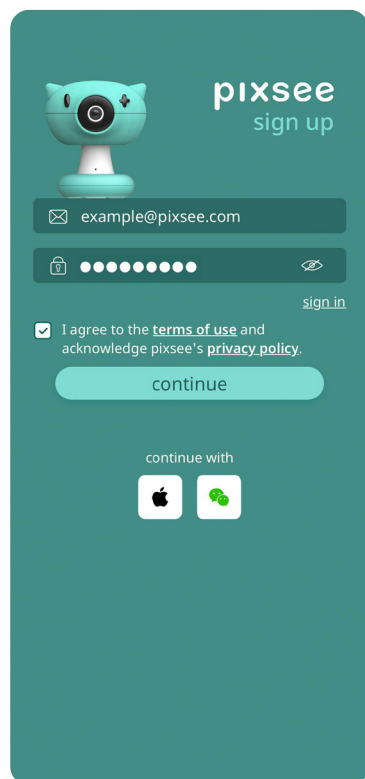 pixsee
sign up
example@pixsee.com
●●●●●●●●●
sign in
I agree to the terms of use and
acknowledge pixsee's privacy policy.
continue
continue with